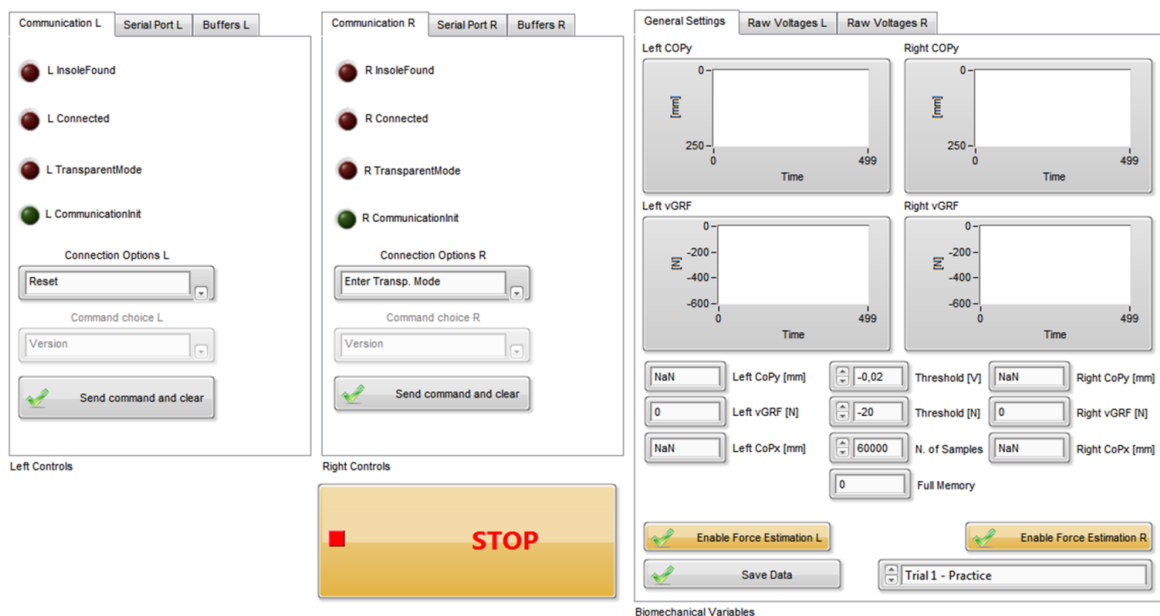 Communication L
Serial Port L
Buffers L
L InsoleFound
L Connected
L TransparentMode
L CommunicationInit
Connection Options L
Reset
Command choice L
Version
Send command and clear
Left Controls
Communication R
Serial Port R
Buffers R
R InsoleFound
R Connected
R TransparentMode
R CommunicationInit
Connection Options R
Enter Transp. Mode
Command choice R
Version
Send command and clear
Right Controls
STOP
General Settings
Raw Voltages L
Raw Voltages R
Left COPy
[mm]
0
250
0
499
Time
Right COPy
[mm]
0
250
0
499
Time
Left vGRF
[N]
0
-200
-400
-600
0
499
Time
Right vGRF
[N]
0
-200
-400
-600
0
499
Time
NaN Left CoPy [mm] -0,02 Threshold [V] NaN Right CoPy [mm]
0 Left vGRF [N] -20 Threshold [N] 0 Right vGRF [N]
NaN Left CoPx [mm] 60000 N. of Samples NaN Right CoPx [mm]
0 Full Memory
Enable Force Estimation L
Enable Force Estimation R
Save Data
Trial 1 - Practice
Biomechanical Variables